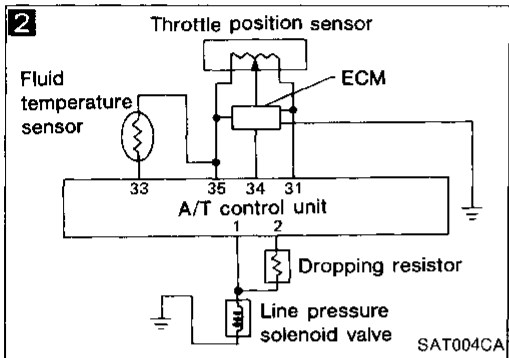 2
Throttle position sensor
Fluid
temperature
sensor
ECM
33 35 34 31
A/T control unit
1 2
Dropping resistor
Line pressure
solenoid valve
SAT004CA